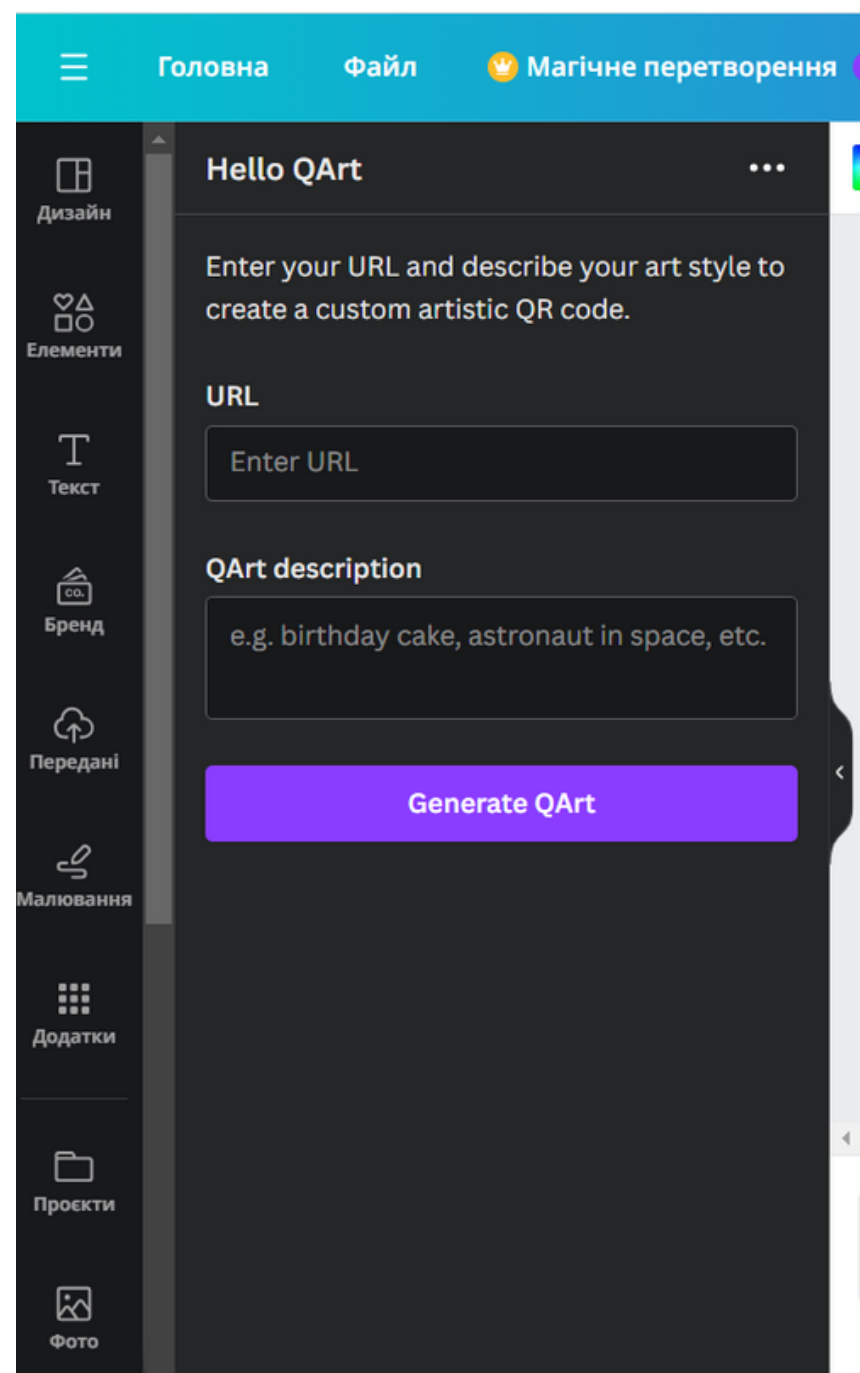 Головна Файл Магічне перетворення
Дизайн
Елементи
Текст
CO.
Бренд
Передані
Малювання
Додатки
Проєкти
Фото
Hello QArt
Enter your URL and describe your art style to
create a custom artistic QR code.
URL
Enter URL
QArt description
e.g. birthday cake, astronaut in space, etc.
Generate QArt